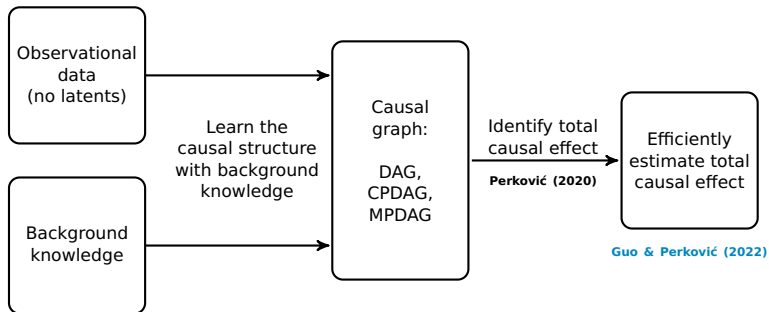 Observational
data
(no latents)
Background
knowledge
Learn the
causal structure
with background
knowledge
Causal
graph:
DAG,
CPDAG,
MPDAG
Identify total
causal effect
Perković (2020)
Efficiently
estimate total
causal effect
Guo & Perković (2022)